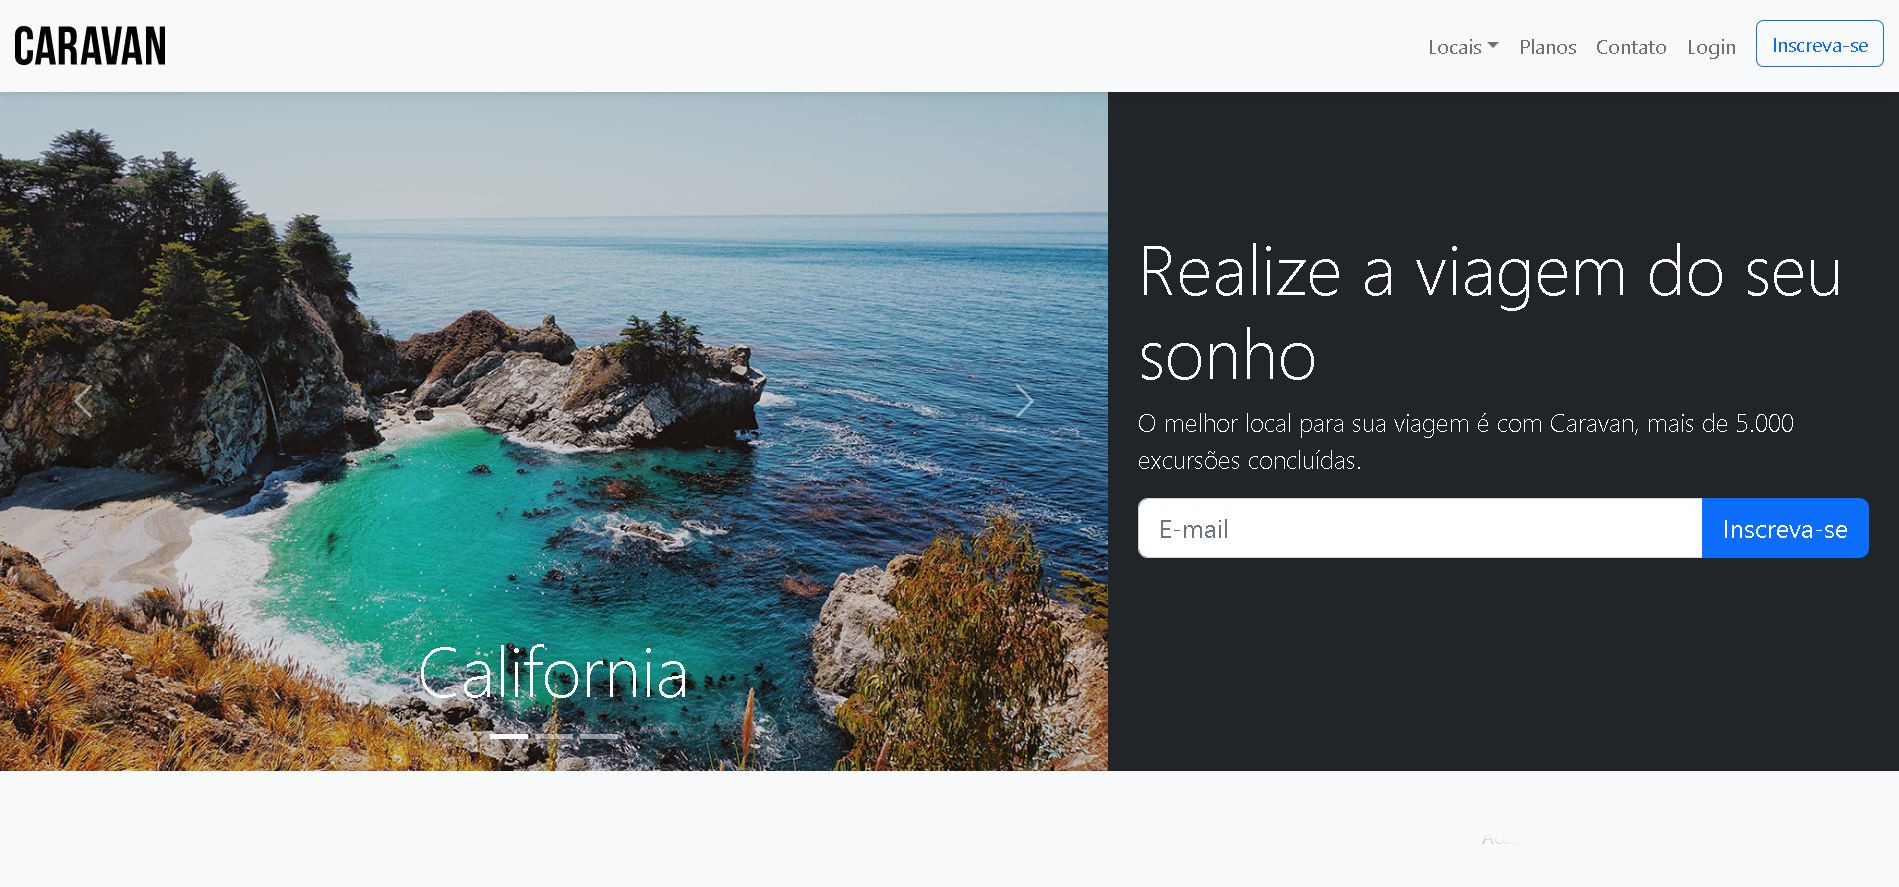 CARAVAN
Locais Planos Contato Login Inscreva-se
Realize a viagem do seu
sonho
O melhor local para sua viagem é com Caravan, mais de 5.000
excursões concluídas.
E-mail Inscreva-se
California